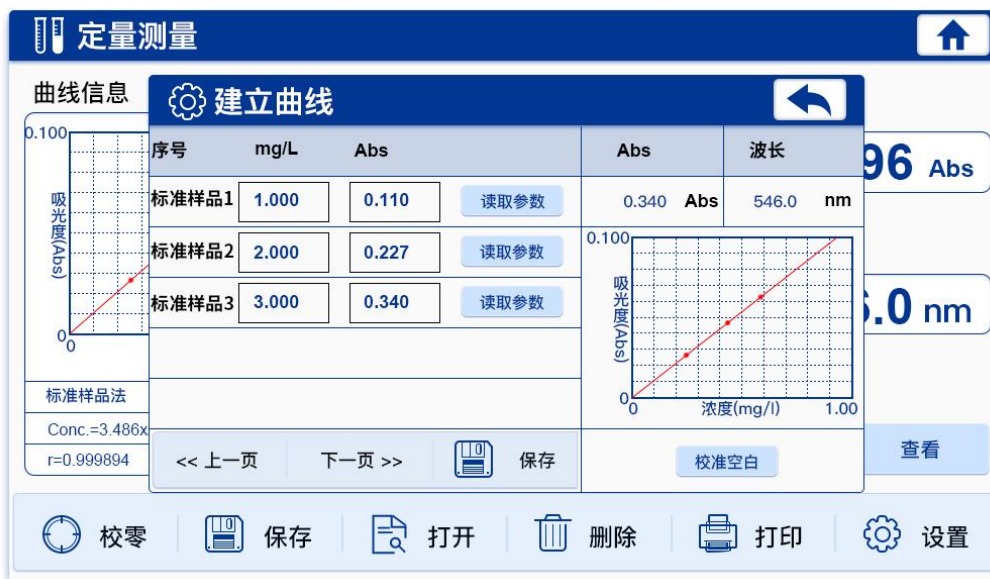 定量测量
曲线信息
建立曲线
0.100
吸光度(Abs)
0
0
标准样品法
Conc.=3.486x
r=0.999894
序号 mg/L Abs
标准样品1 1.000 0.110 读取参数
标准样品2 2.000 0.227 读取参数
标准样品3 3.000 0.340 读取参数
<< 上一页 下一页 >> 保存
Abs 波长
0.340 Abs 546.0 nm
0.100
吸光度(Abs)
0
0 浓度(mg/l) 1.00
校准空白
96 Abs
.0 nm
查看
校零 保存 打开 删除 打印 设置